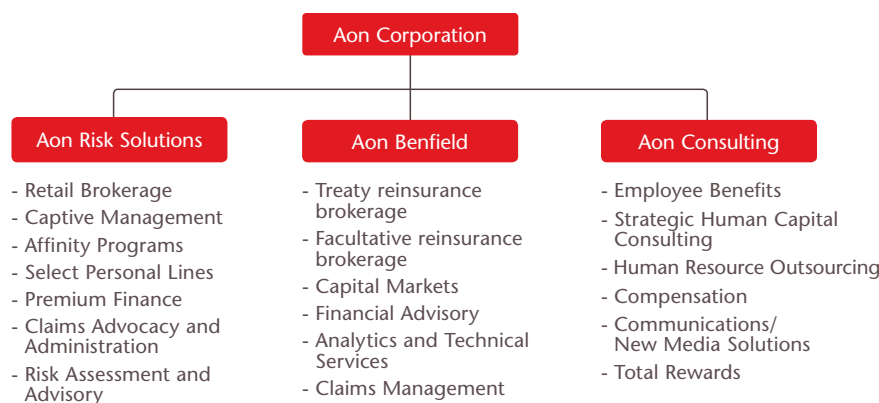 Aon Corporation
Aon Risk Solutions
- Retail Brokerage
- Captive Management
- Affinity Programs
- Select Personal Lines
- Premium Finance
- Claims Advocacy and
Administration
- Risk Assessment and
Advisory
Aon Benfield
- Treaty reinsurance
brokerage
- Facultative reinsurance
brokerage
- Capital Markets
- Financial Advisory
- Analytics and Technical
Services
- Claims Management
Aon Consulting
- Employee Benefits
- Strategic Human Capital
Consulting
- Human Resource Outsourcing
- Compensation
- Communications/
New Media Solutions
- Total Rewards